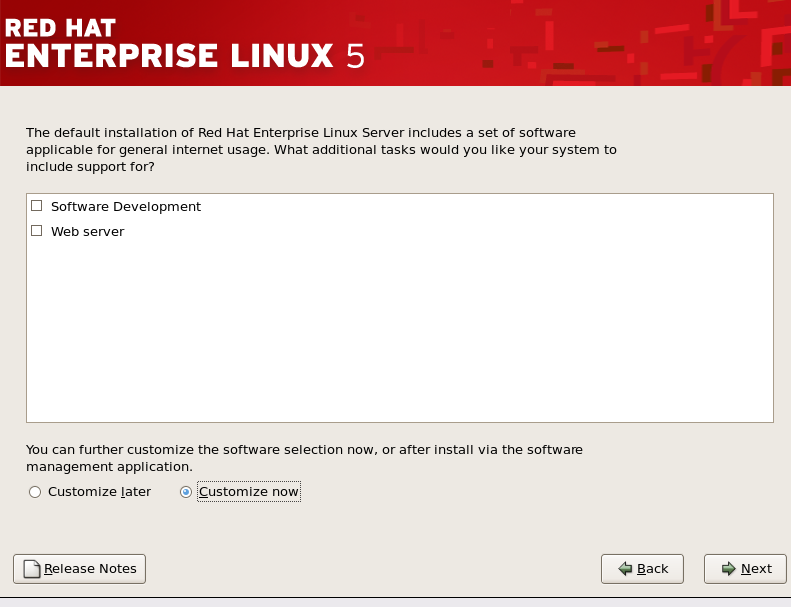 RED HAT
ENTERPRISE LINUX 5
The default installation of Red Hat Enterprise Linux Server includes a set of software
applicable for general internet usage. What additional tasks would you like your system to
include support for?
Software Development
Web server
You can further customize the software selection now, or after install via the software
management application.
Customize later Customize now
Release Notes Back Next